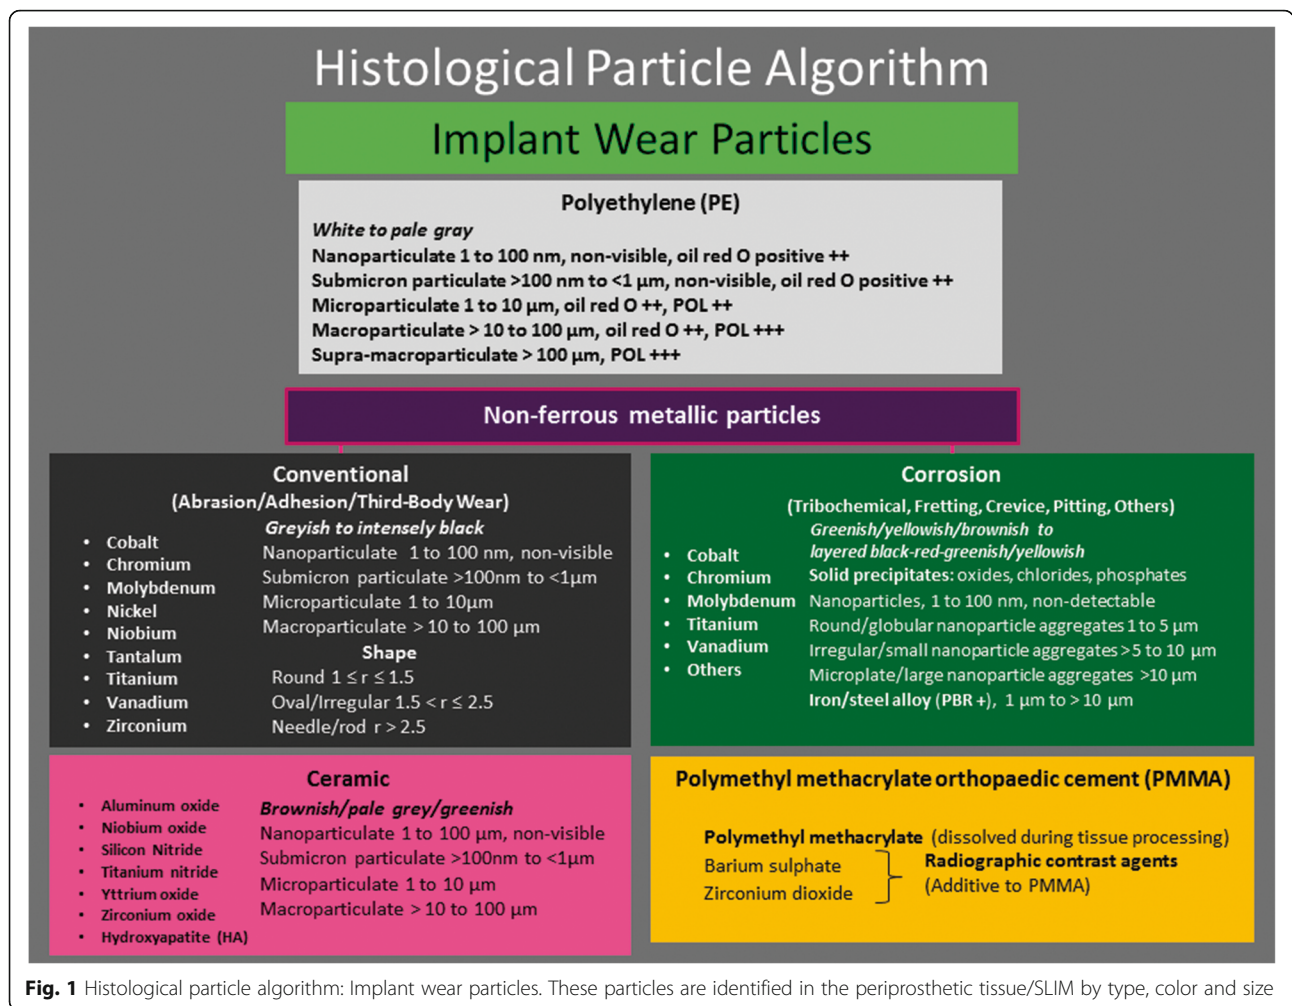 Histological Particle Algorithm
Implant Wear Particles
Polyethylene (PE)
White to pale gray
Nanoparticulate 1 to 100 nm, non-visible, oil red O positive ++
Submicron particulate >100 nm to <1 µm, non-visible, oil red O positive ++
Microparticulate 1 to 10 µm, oil red O ++, POL ++
Macroparticulate > 10 to 100 µm, oil red O ++, POL +++
Supra-macroparticulate > 100 µm, POL +++
Non-ferrous metallic particles
Conventional
(Abrasion/Adhesion/Third-Body Wear)
• Cobalt
• Chromium
• Molybdenum
• Nickel
• Niobium
• Tantalum
• Titanium
• Vanadium
• Zirconium
Greyish to intensely black
Nanoparticulate 1 to 100 nm, non-visible
Submicron particulate >100nm to <1µm
Microparticulate 1 to 10µm
Macroparticulate > 10 to 100 µm
Shape
Round 1 ≤ r ≤ 1.5
Oval/Irregular 1.5 < r ≤ 2.5
Needle/rod r > 2.5
Corrosion
(Tribochemical, Fretting, Crevice, Pitting, Others)
• Cobalt
• Chromium
• Molybdenum
• Titanium
• Vanadium
• Others
Greenish/yellowish/brownish to
layered black-red-greenish/yellowish
Solid precipitates: oxides, chlorides, phosphates
Nanoparticles, 1 to 100 nm, non-detectable
Round/globular nanoparticle aggregates 1 to 5 µm
Irregular/small nanoparticle aggregates >5 to 10 µm
Microplate/large nanoparticle aggregates >10 µm
Iron/steel alloy (PBR +), 1 µm to > 10 µm
Ceramic
• Aluminum oxide
• Niobium oxide
• Silicon Nitride
• Titanium nitride
• Yttrium oxide
• Zirconium oxide
• Hydroxyapatite (HA)
Brownish/pale grey/greenish
Nanoparticulate 1 to 100 µm, non-visible
Submicron particulate >100nm to <1µm
Microparticulate 1 to 10 µm
Macroparticulate > 10 to 100 µm
Polymethyl methacrylate orthopaedic cement (PMMA)
Polymethyl methacrylate (dissolved during tissue processing)
Barium sulphate
Zirconium dioxide
Radiographic contrast agents
(Additive to PMMA)
Fig. 1 Histological particle algorithm: Implant wear particles. These particles are identified in the periprosthetic tissue/SLIM by type, color and size